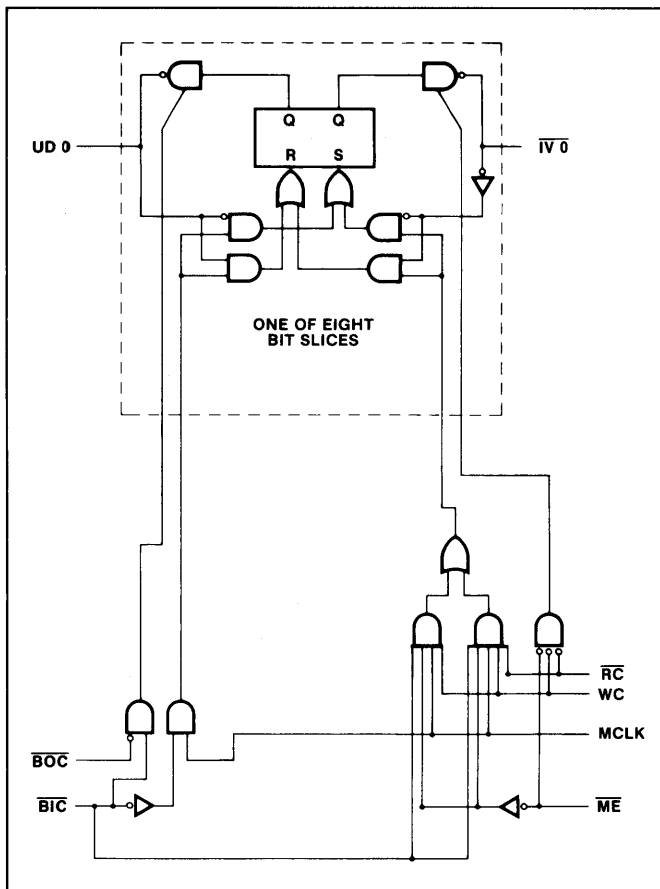 Q Q
R S
UD 0
IV 0
ONE OF EIGHT
BIT SLICES
RC
WC
MCLK
BOC
BIC
ME